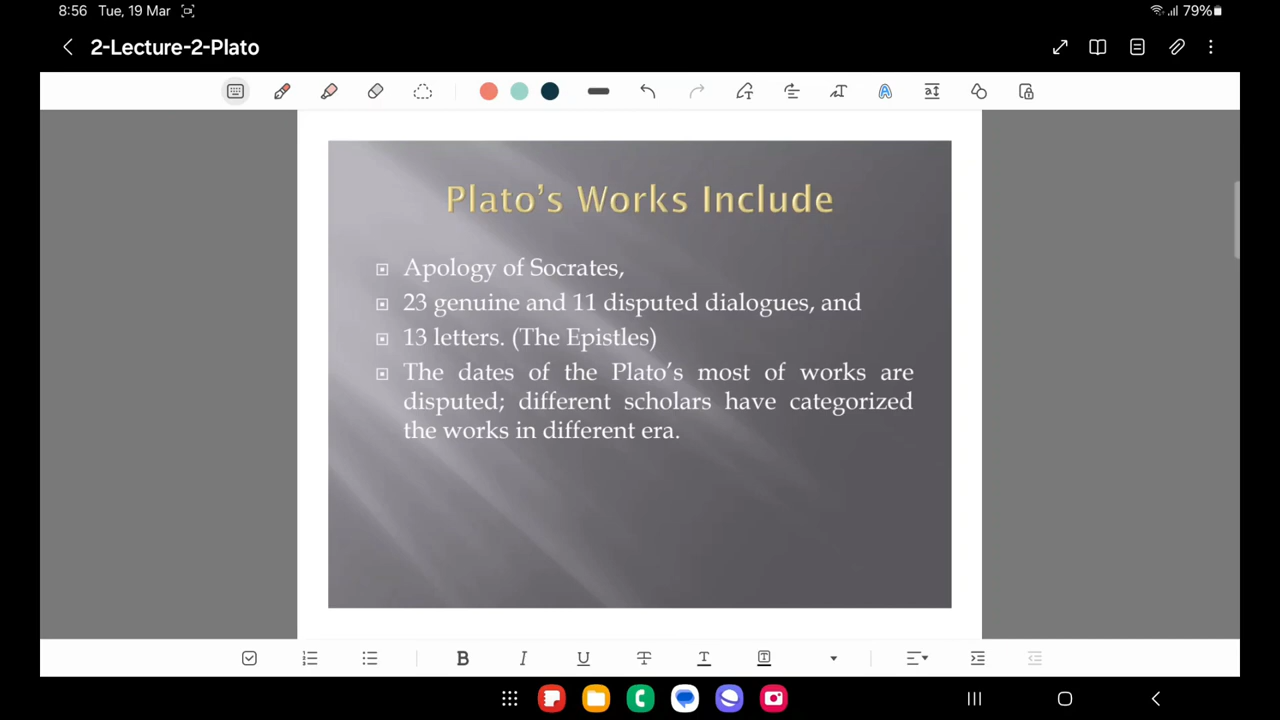 8:56 Tue, 19 Mar
79%
2-Lecture-2-Plato
Plato's Works Include
Apology of Socrates,
23 genuine and 11 disputed dialogues, and
13 letters. (The Epistles)
The dates of the Plato's most of works are
disputed; different scholars have categorized
the works in different era.